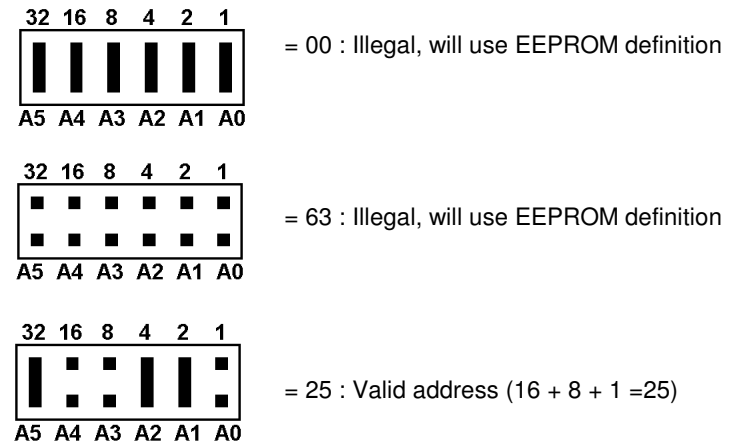 32 16 8 4 2 1
= 00 : Illegal, will use EEPROM definition
A5 A4 A3 A2 A1 A0
32 16 8 4 2 1
= 63 : Illegal, will use EEPROM definition
A5 A4 A3 A2 A1 A0
32 16 8 4 2 1
= 25 : Valid address (16 + 8 + 1 =25)
A5 A4 A3 A2 A1 A0